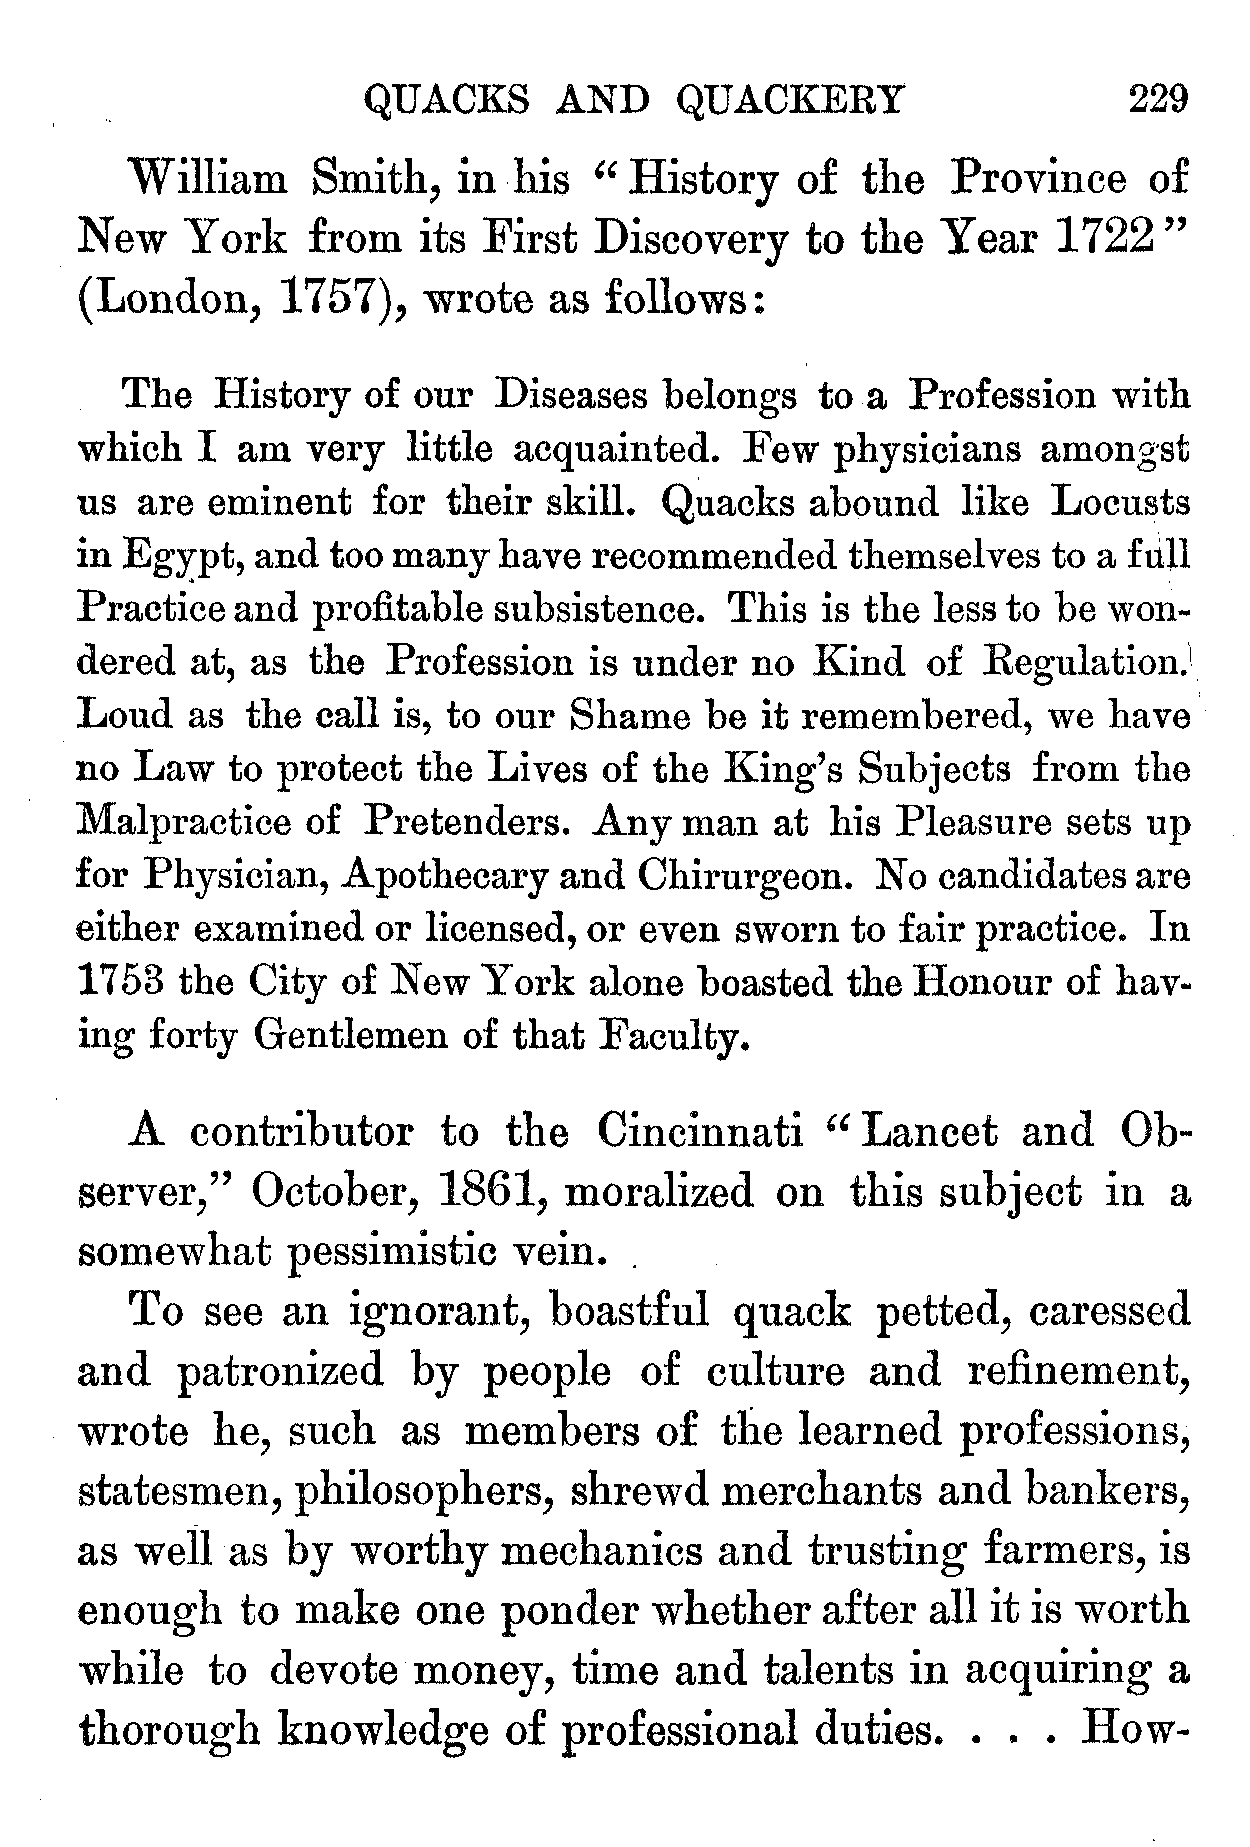 QUACKS AND QUACKERY 229
William Smith, in his “ History of the Province of
New York from its First Discovery to the Year 1722 ”
(London, 1757), wrote as follows:
The History of our Diseases belongs to a Profession with
which I am very little acquainted. Few physicians amongst
us are eminent for their skill. Quacks abound like Locusts
in Egypt, and too many have recommended themselves to a full
Practice and profitable subsistence. This is the less to be won-
dered at, as the Profession is under no Kind of Regulation.
Loud as the call is, to our Shame be it remembered, we have
no Law to protect the Lives of the King’s Subjects from the
Malpractice of Pretenders. Any man at his Pleasure sets up
for Physician, Apothecary and Chirurgeon. No candidates are
either examined or licensed, or even sworn to fair practice. In
1753 the City of New York alone boasted the Honour of hav-
ing forty Gentlemen of that Faculty.
A contributor to the Cincinnati “ Lancet and Ob-
server,” October, 1861, moralized on this subject in a
somewhat pessimistic vein.
To see an ignorant, boastful quack petted, caressed
and patronized by people of culture and refinement,
wrote he, such as members of the learned professions,
statesmen, philosophers, shrewd merchants and bankers,
as well as by worthy mechanics and trusting farmers, is
enough to make one ponder whether after all it is worth
while to devote money, time and talents in acquiring a
thorough knowledge of professional duties. . . . How-